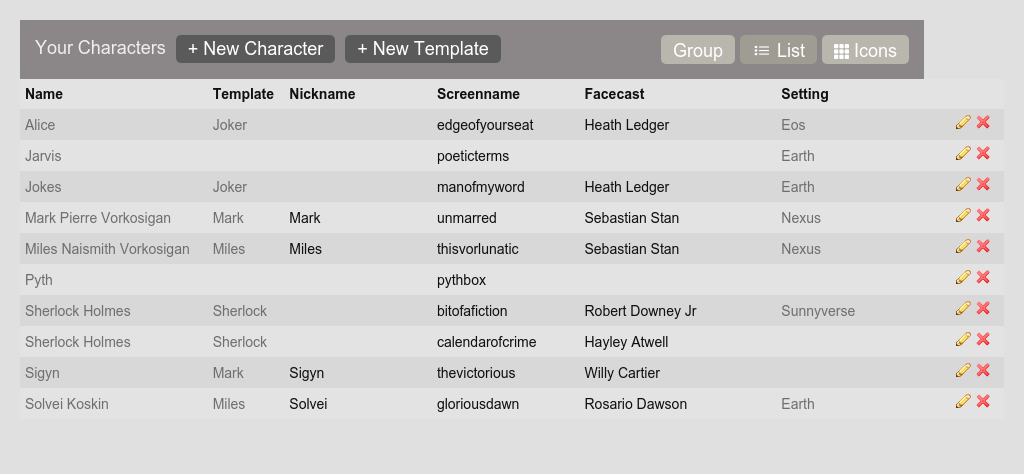 Your Characters + New Character + New Template Group List Icons
Name Template Nickname Screenname Facecast Setting
Alice Joker edgeofyourseat Heath Ledger Eos
Jarvis poeticterms Earth
Jokes Joker manofmyword Heath Ledger Earth
Mark Pierre Vorkosigan Mark Mark unmarred Sebastian Stan Nexus
Miles Naismith Vorkosigan Miles Miles thisvorlunatic Sebastian Stan Nexus
Pyth pythbox
Sherlock Holmes Sherlock bitofafiction Robert Downey Jr Sunnyverse
Sherlock Holmes Sherlock calendarofcrime Hayley Atwell
Sigyn Mark Sigyn thevictorious Willy Cartier
Solvei Koskin Miles Solvei gloriousdawn Rosario Dawson Earth